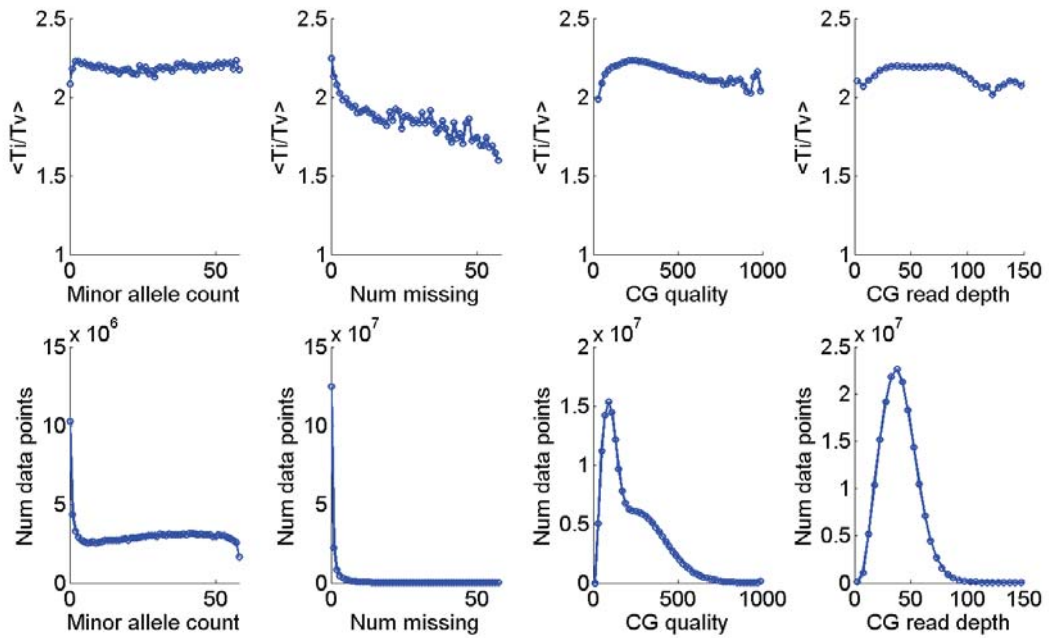 2.5
2
1.5
1
<Ti/Tv>
0 50
Minor allele count
2.5
2
1.5
1
<Ti/Tv>
0 50
Num missing
2.5
2
1.5
1
<Ti/Tv>
0 500 1000
CG quality
2.5
2
1.5
1
<Ti/Tv>
0 50 100 150
CG read depth
x 10^6
15
10
5
0
Num data points
0 50
Minor allele count
x 10^7
15
10
5
0
Num data points
0 50
Num missing
x 10^7
2
1.5
1
0.5
0
Num data points
0 500 1000
CG quality
x 10^7
2.5
2
1.5
1
0.5
0
Num data points
0 50 100 150
CG read depth